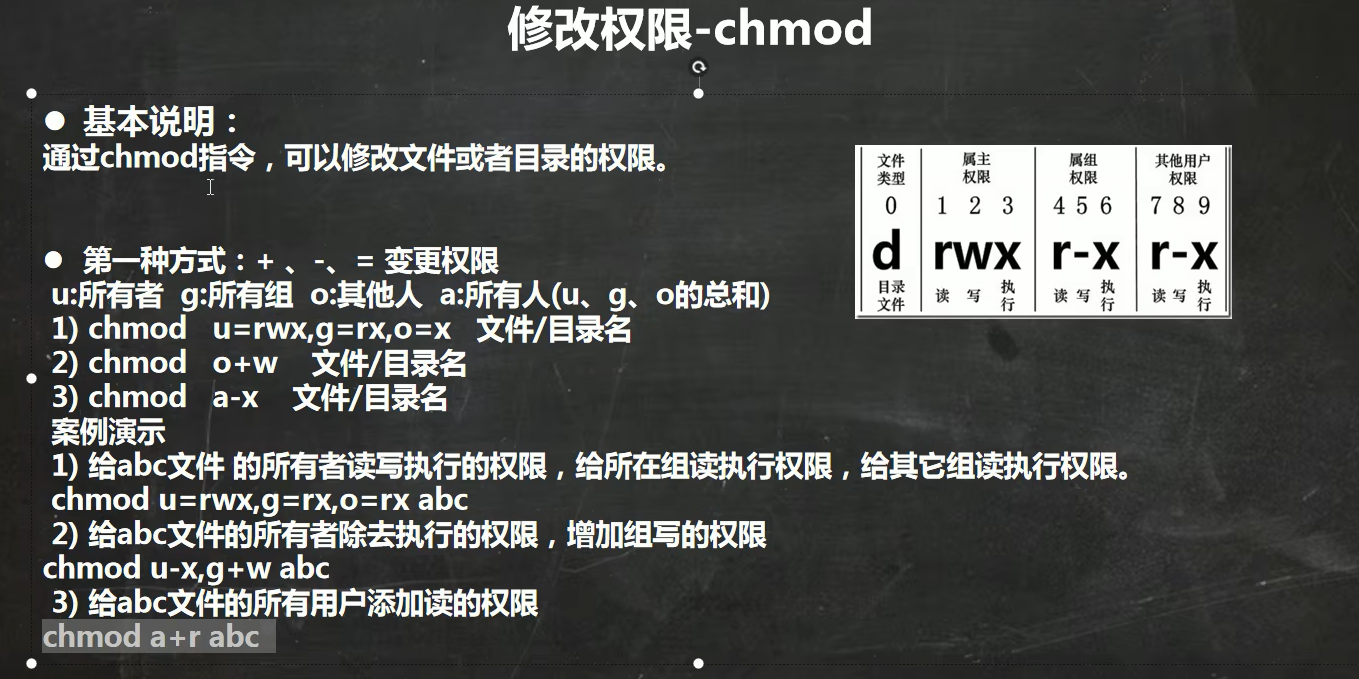 修改权限-chmod
● 基本说明：
通过chmod指令，可以修改文件或者目录的权限。
● 第一种方式：+ 、-、= 变更权限
u:所有者 g:所有组 o:其他人 a:所有人(u、g、o的总和)
1) chmod u=rwx,g=rx,o=x 文件/目录名
2) chmod o+w 文件/目录名
3) chmod a-x 文件/目录名
案例演示
1) 给abc文件 的所有者读写执行的权限，给所在组读执行权限，给其它组读执行权限。
chmod u=rwx,g=rx,o=rx abc
2) 给abc文件的所有者除去执行的权限，增加组写的权限
chmod u-x,g+w abc
3) 给abc文件的所有用户添加读的权限
chmod a+r abc
文件 属主 属组 其他用户
类型 权限 权限 权限
0 1 2 3 4 5 6 7 8 9
d rwx r-x r-x
目录 读 写 执 读 写 执 读 写 执
文件 行 行 行